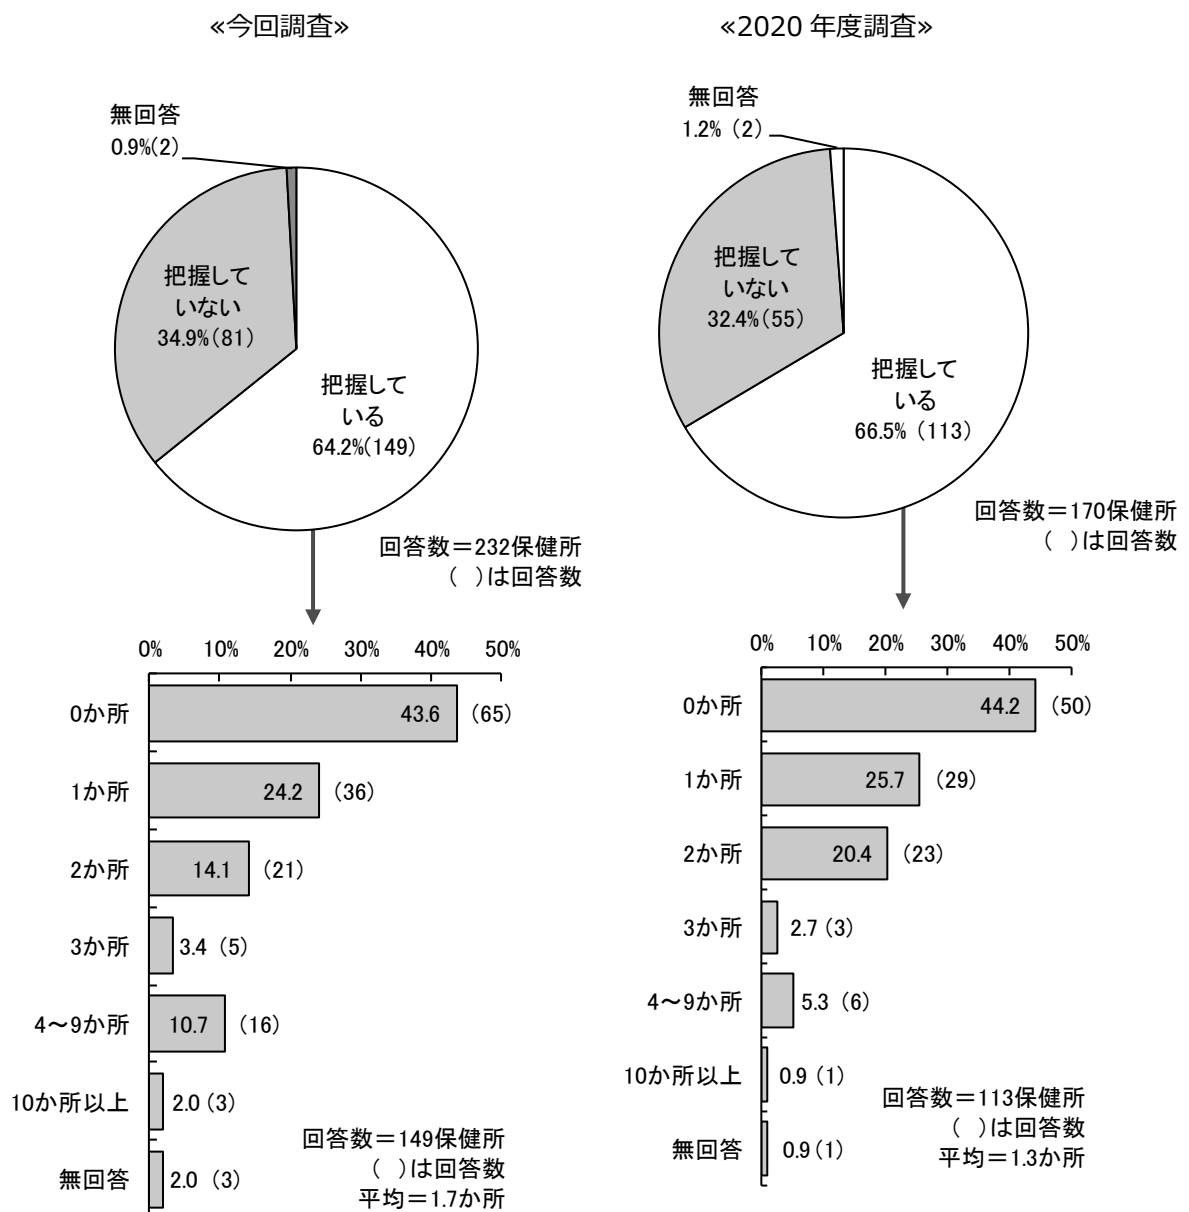 ≪今回調査≫
無回答
0.9%(2)
把握して
いない
34.9%(81)
把握して
いる
64.2%(149)
回答数＝232保健所
（　）は回答数
0% 10% 20% 30% 40% 50%
0か所 43.6 (65)
1か所 24.2 (36)
2か所 14.1 (21)
3か所 3.4 (5)
4～9か所 10.7 (16)
10か所以上 2.0 (3)
無回答 2.0 (3)
回答数＝149保健所
（　）は回答数
平均＝1.7か所
≪2020 年度調査≫
無回答
1.2% (2)
把握して
いない
32.4%(55)
把握して
いる
66.5% (113)
回答数＝170保健所
（　）は回答数
0% 10% 20% 30% 40% 50%
0か所 44.2 (50)
1か所 25.7 (29)
2か所 20.4 (23)
3か所 2.7 (3)
4～9か所 5.3 (6)
10か所以上 0.9 (1)
無回答 0.9 (1)
回答数＝113保健所
（　）は回答数
平均＝1.3か所